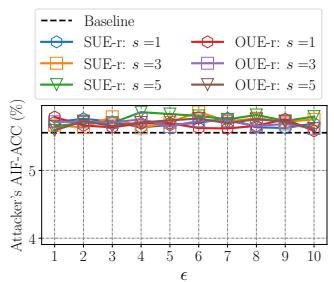 Baseline
SUE-r: s =1 OUE-r: s =1
SUE-r: s =3 OUE-r: s =3
SUE-r: s =5 OUE-r: s =5
Attacker's AIF-ACC (%)
5
4
1 2 3 4 5 6 7 8 9 10
ϵ